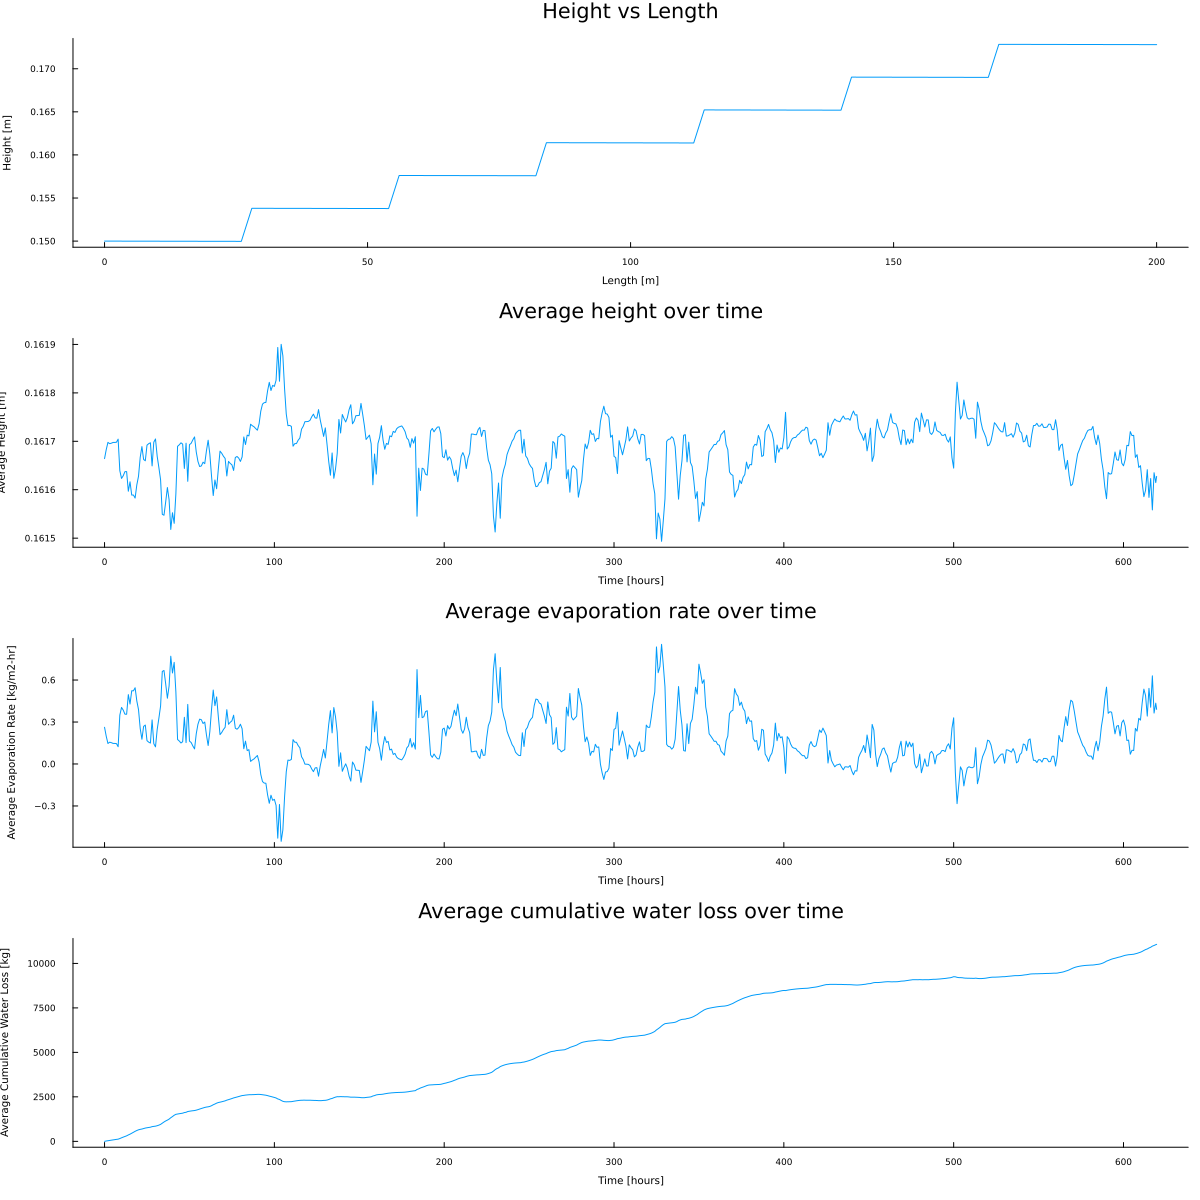 Height vs Length
Height [m]
0.170
0.165
0.160
0.155
0.150
0 50 100 150 200
Length [m]
Average height over time
Average Height [m]
0.1619
0.1618
0.1617
0.1616
0.1615
0 100 200 300 400 500 600
Time [hours]
Average evaporation rate over time
Average Evaporation Rate [kg/m2-hr]
0.6
0.3
0.0
−0.3
0 100 200 300 400 500 600
Time [hours]
Average cumulative water loss over time
Average Cumulative Water Loss [kg]
10000
7500
5000
2500
0
0 100 200 300 400 500 600
Time [hours]